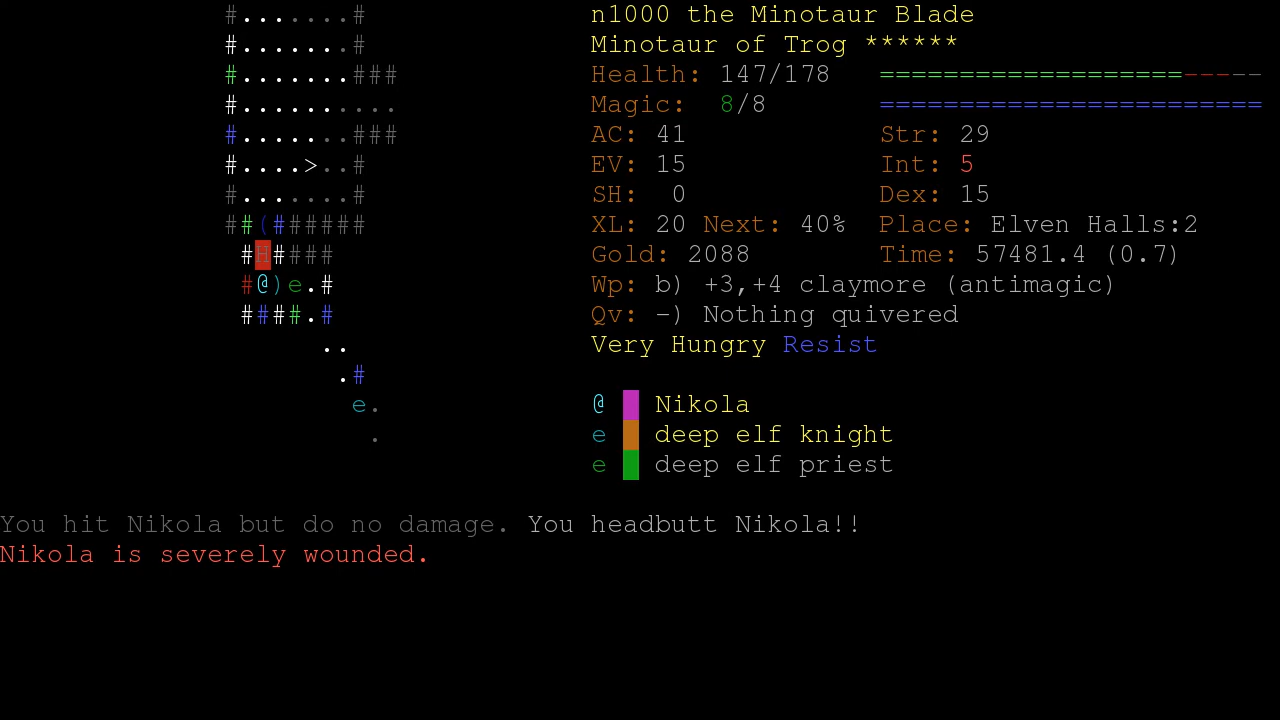 #.......#
n1000 the Minotaur Blade
#.......#
Minotaur of Trog ******
#.......###
Health: 147/178 ===================-----
#..........
Magic: 8/8 ========================
#.......###
AC: 41 Str: 29
#....>..#
EV: 15 Int: 5
#.......#
SH: 0 Dex: 15
##(######
XL: 20 Next: 40% Place: Elven Halls:2
#H####
Gold: 2088 Time: 57481.4 (0.7)
#@)e.#
Wp: b) +3,+4 claymore (antimagic)
####.#
Qv: -) Nothing quivered
..
Very Hungry Resist
.#
e.
@ Nikola
.
e deep elf knight
e deep elf priest
You hit Nikola but do no damage. You headbutt Nikola!!
Nikola is severely wounded.